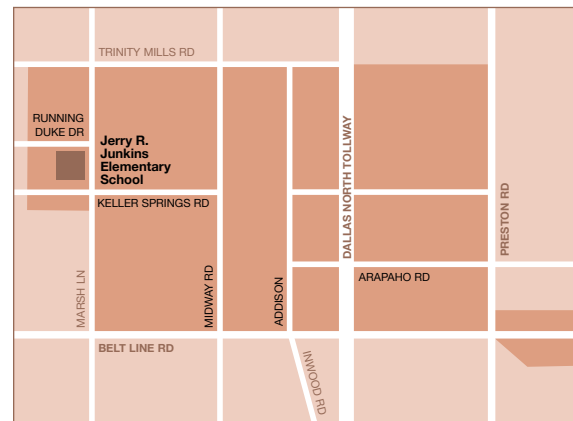 TRINITY MILLS RD
RUNNING
DUKE DR
Jerry R.
Junkins
Elementary
School
KELLER SPRINGS RD
DALLAS NORTH TOLLWAY
PRESTON RD
MARSH LN
MIDWAY RD
ADDISON
ARAPAHO RD
BELT LINE RD
INWOOD RD